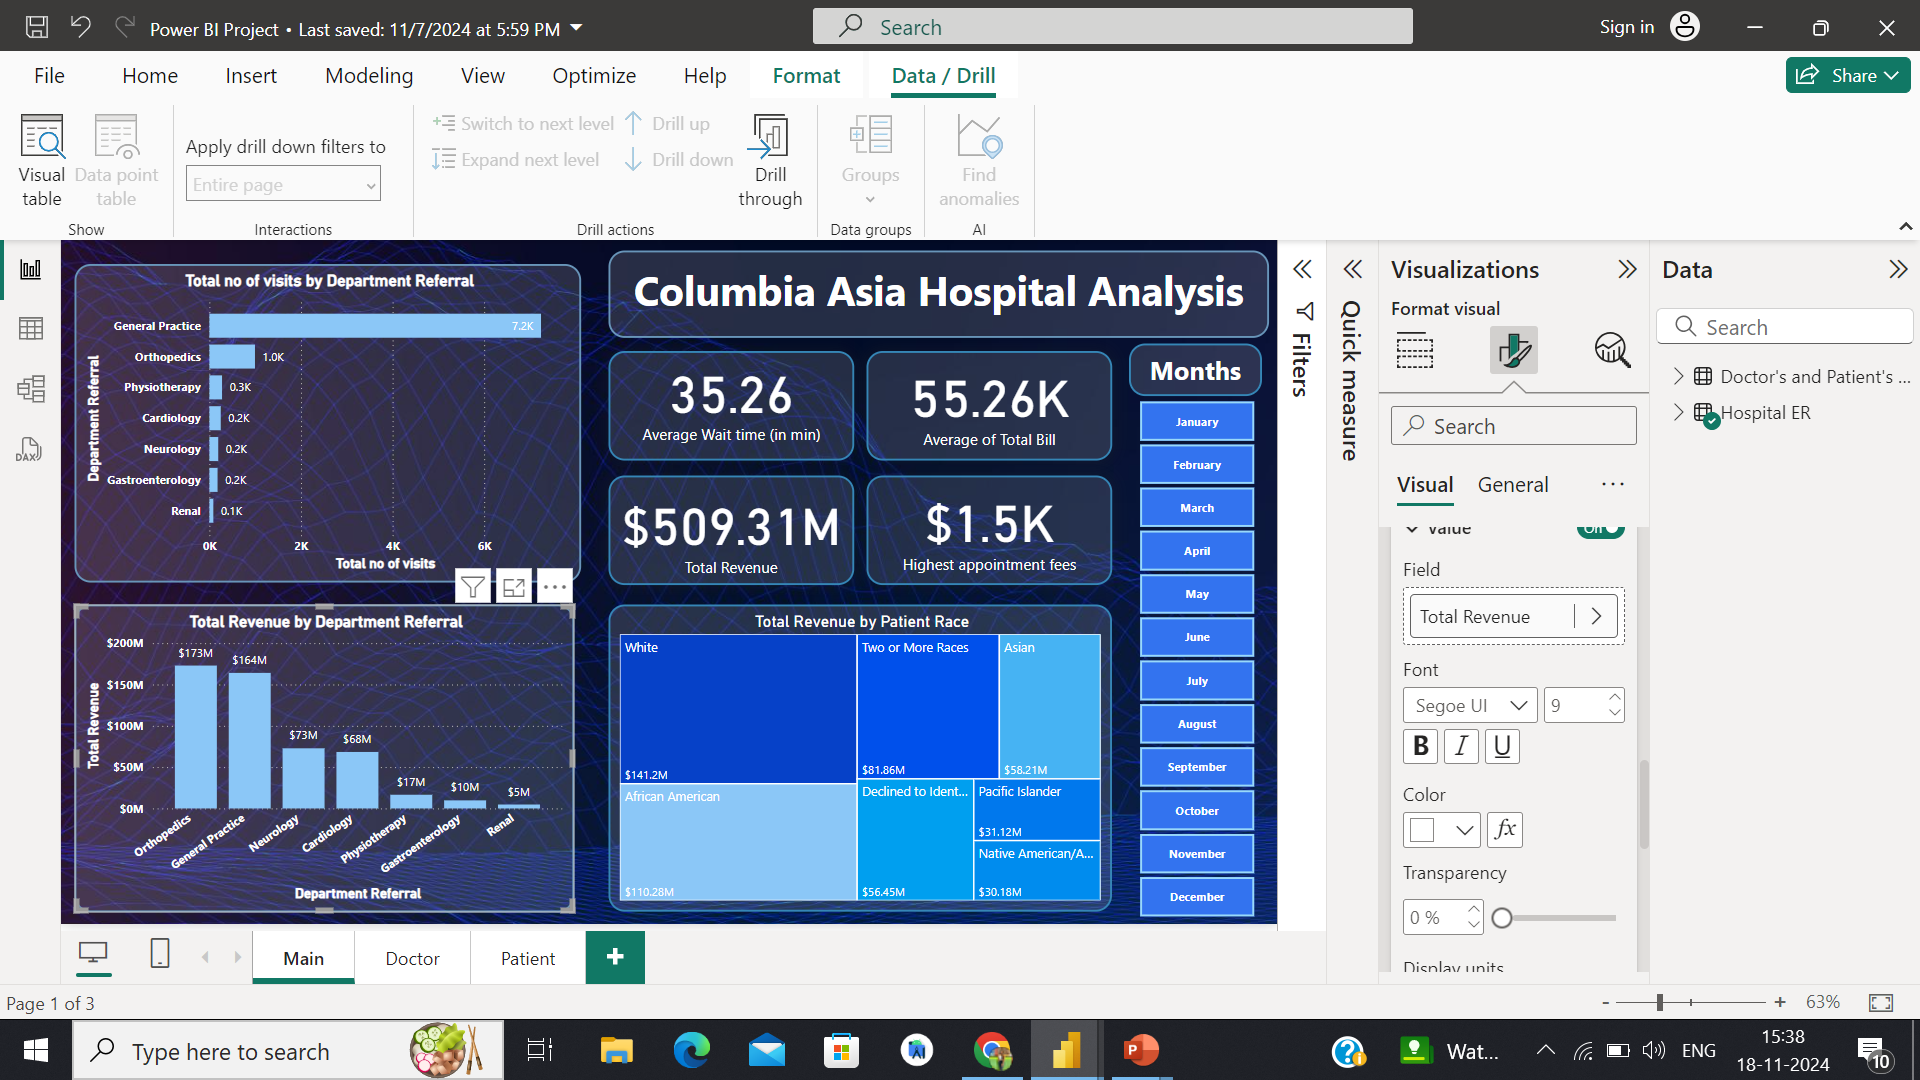 Power BI Project • Last saved: 11/7/2024 at 5:59 PM
Search
Sign in
File
Home
Insert
Modeling
View
Optimize
Help
Format
Data / Drill
Share
Visual table
Data point table
Show
Apply drill down filters to
Entire page
Interactions
Switch to next level
Expand next level
Drill up
Drill down
Drill through
Drill actions
Groups
Data groups
Find anomalies
AI
Total no of visits by Department Referral
Department Referral
General Practice
7.2K
Orthopedics
1.0K
Physiotherapy
0.3K
Cardiology
0.2K
Neurology
0.2K
Gastroenterology
0.2K
Renal
0.1K
0K
2K
4K
6K
Total no of visits
Columbia Asia Hospital Analysis
35.26
Average Wait time (in min)
55.26K
Average of Total Bill
$509.31M
Total Revenue
$1.5K
Highest appointment fees
Months
January
February
March
April
May
June
July
August
September
October
November
December
Total Revenue by Department Referral
Total Revenue
$200M
$150M
$100M
$50M
$0M
$173M
$164M
$73M
$68M
$17M
$10M
$5M
Orthopedics
General Practice
Neurology
Cardiology
Physiotherapy
Gastroenterology
Renal
Department Referral
Total Revenue by Patient Race
White
$141.2M
African American
$110.28M
Two or More Races
$81.86M
Asian
$58.21M
Declined to Ident...
$56.45M
Pacific Islander
$31.12M
Native American/A...
$30.18M
Filters
Quick measure
Visualizations
Format visual
Search
Visual
General
Value
On
Field
Total Revenue
Font
Segoe UI
9
B
I
U
Color
fx
Transparency
0 %
Display units
Data
Search
Doctor's and Patient's ...
Hospital ER
DAX
Main
Doctor
Patient
+
Page 1 of 3
- + 63%
Type here to search
P
Wat...
ENG
15:38
18-11-2024
10